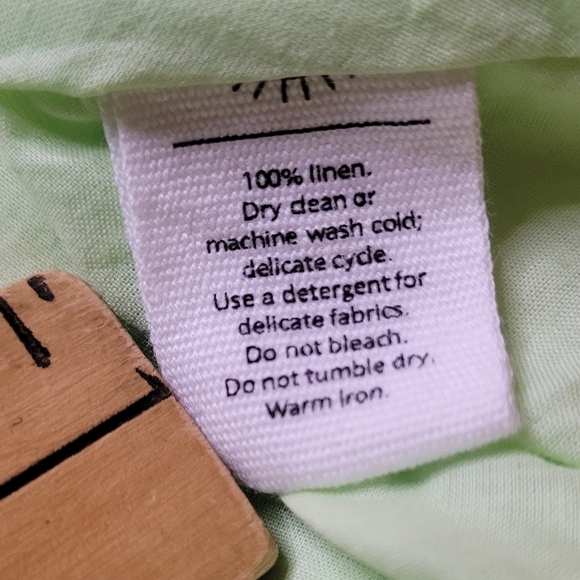 100% linen.
Dry clean or
machine wash cold;
delicate cycle.
Use a detergent for
delicate fabrics.
Do not bleach.
Do not tumble dry.
Warm Iron.